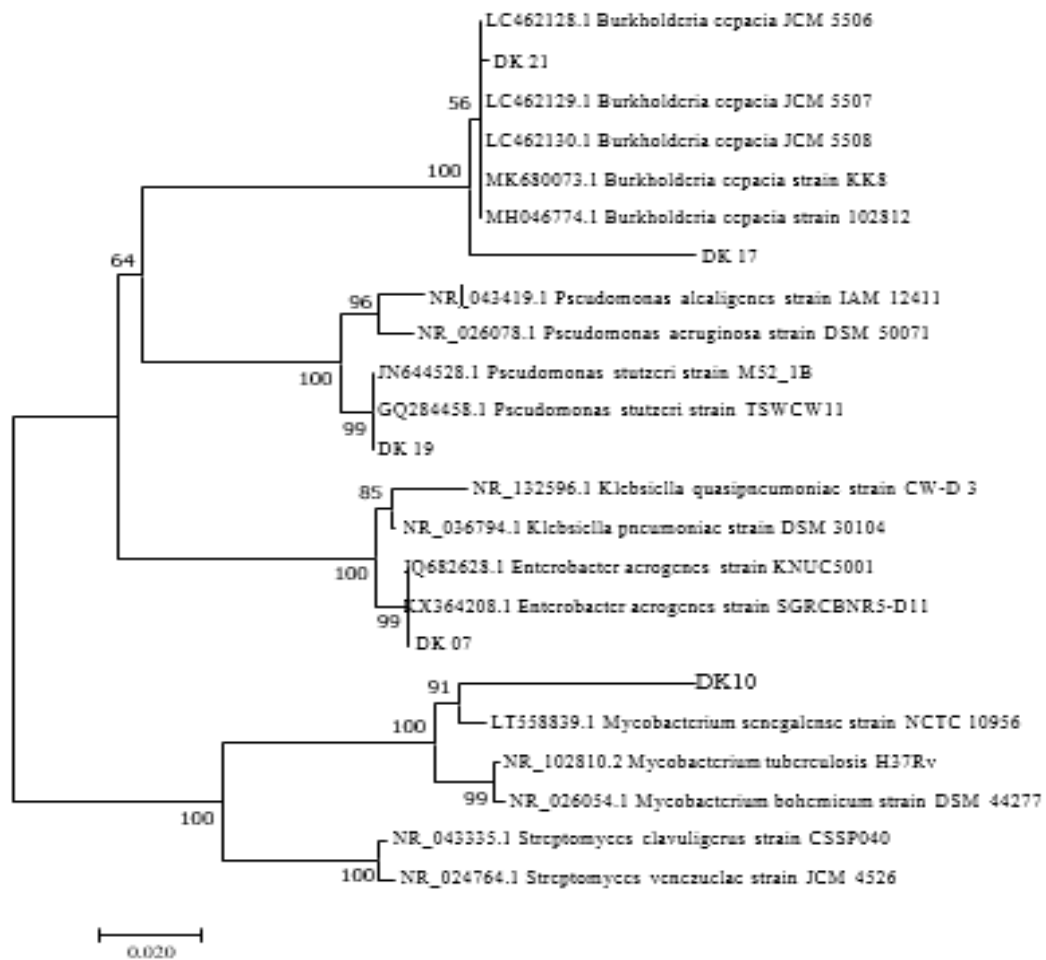 LC462128.1 Burkholderia cepacia JCM 5506
DK 21
56
LC462129.1 Burkholderia cepacia JCM 5507
LC462130.1 Burkholderia cepacia JCM 5508
100
MK680073.1 Burkholderia cepacia strain KK8
MH046774.1 Burkholderia cepacia strain 102812
DK 17
64
96
NR_043419.1 Pseudomonas alcaligenes strain IAM 12411
NR_026078.1 Pseudomonas aeruginosa strain DSM 50071
100
JN644528.1 Pseudomonas stutzeri strain M52_1B
GQ284458.1 Pseudomonas stutzeri strain TSWCW11
99
DK 19
85
NR_132596.1 Klebsiella quasipneumoniae strain CW-D 3
NR_036794.1 Klebsiella pneumoniae strain DSM 30104
100
JQ682628.1 Enterobacter aerogenes strain KNUC5001
KX364208.1 Enterobacter aerogenes strain SGRCBNR5-D11
99
DK 07
91
DK10
100
LT558839.1 Mycobacterium senegalense strain NCTC 10956
NR_102810.2 Mycobacterium tuberculosis H37Rv
99
NR_026054.1 Mycobacterium bohemicum strain DSM 44277
100
NR_043335.1 Streptomyces clavuligerus strain CSSP040
100
NR_024764.1 Streptomyces venezuelae strain JCM 4526
0.020